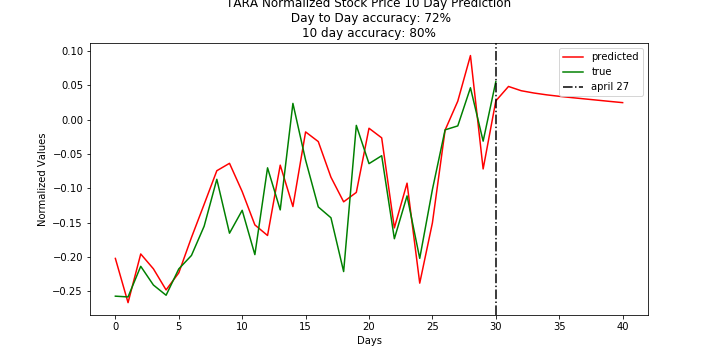 TARA Normalized Stock Price 10 Day Prediction
Day to Day accuracy: 72%
10 day accuracy: 80%
predicted
true
april 27
Normalized Values
0.10
0.05
0.00
−0.05
−0.10
−0.15
−0.20
−0.25
0 5 10 15 20 25 30 35 40
Days